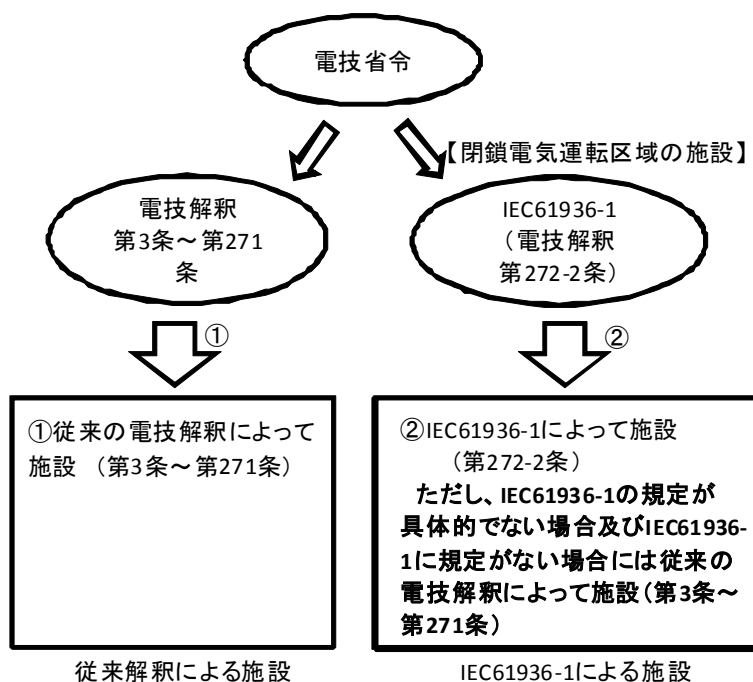 電技省令
【閉鎖電気運転区域の施設】
電技解釈
第3条～第271
条
IEC61936-1
（電技解釈
第272-2条）
①
②
①従来の電技解釈によって
施設 （第3条～第271条）
②IEC61936-1によって施設
（第272-2条）
ただし、IEC61936-1の規定が
具体的でない場合及びIEC61936-
1に規定がない場合には従来の
電技解釈によって施設（第3条～
第271条）
従来解釈による施設
IEC61936-1による施設